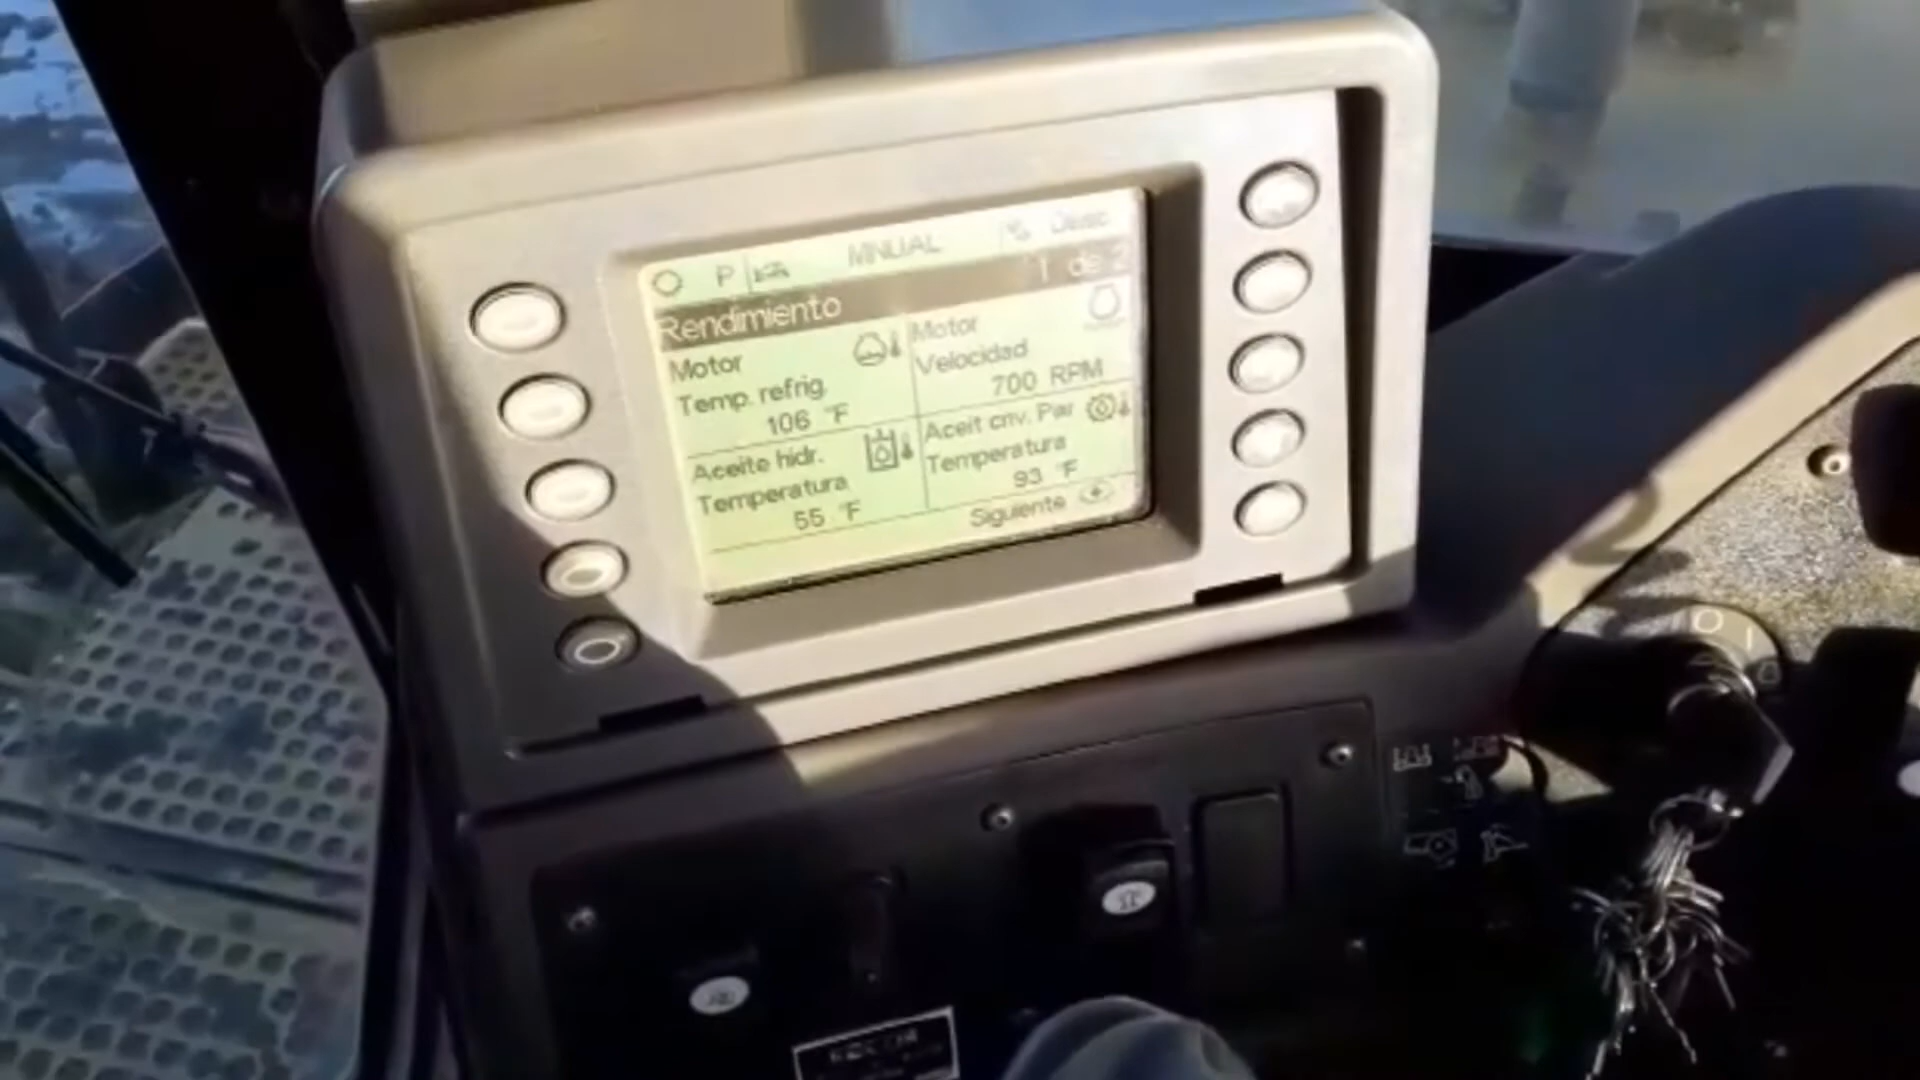 P MNUAL Desc
Rendimiento 1 de 2
Motor
Temp. refrig.
106 °F
Motor
Velocidad
700 RPM
Aceite hidr.
Temperatura
55 °F
Aceit cnv. Par
Temperatura
93 °F
Siguiente